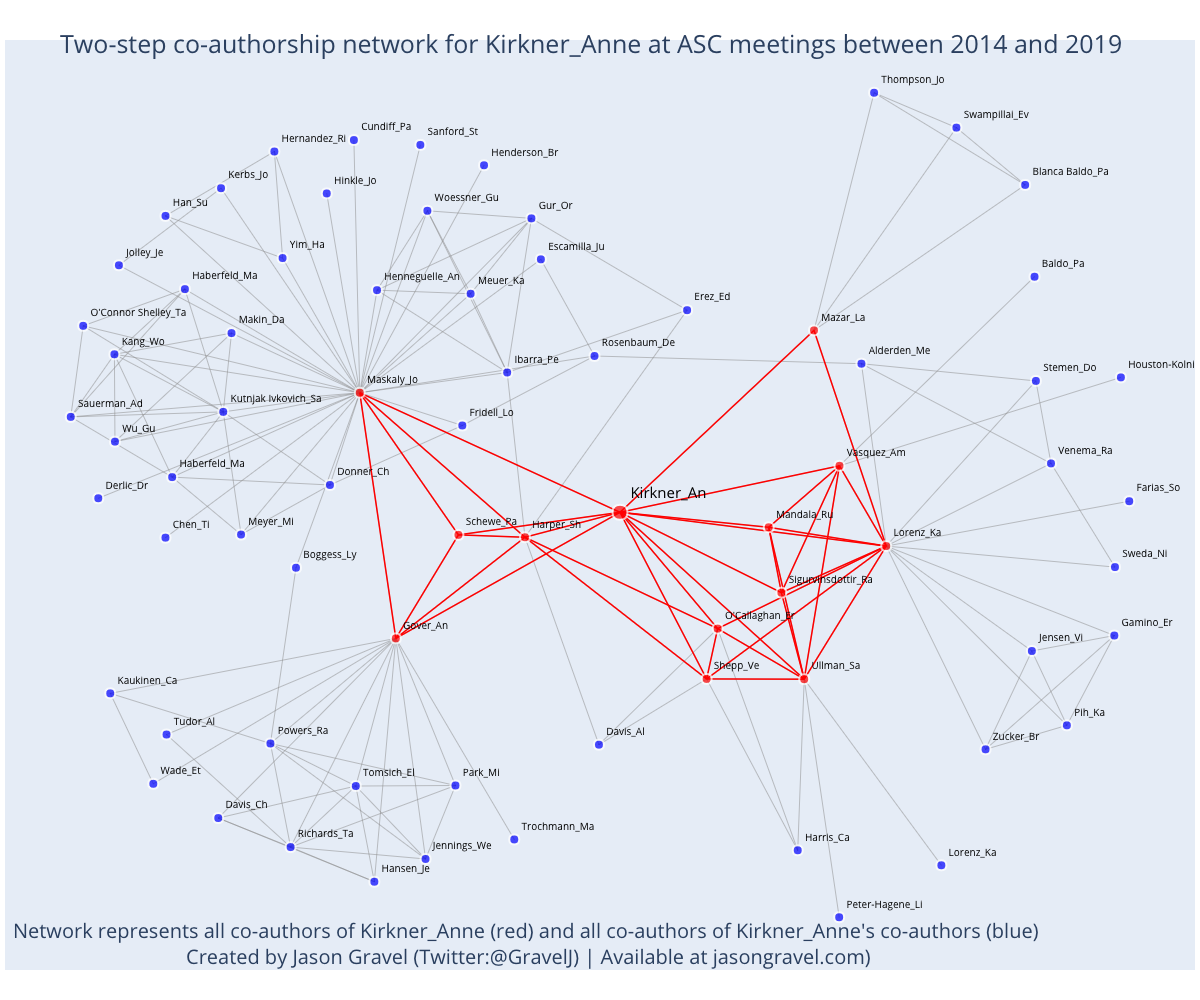 Two-step co-authorship network for Kirkner_Anne at ASC meetings between 2014 and 2019
Thompson_Jo
Swampillai_Ev
Cundiff_Pa
Sanford_St
Hernandez_Ri
Henderson_Br
Blanca Baldo_Pa
Kerbs_Jo
Hinkle_Jo
Woessner_Gu
Han_Su
Gur_Or
Yim_Ha
Escamilla_Ju
Jolley_Je
Baldo_Pa
Haberfeld_Ma
Henneguelle_An
Meuer_Ka
Erez_Ed
O'Connor Shelley_Ta
Makin_Da
Mazar_La
Kang_Wo
Rosenbaum_De
Alderden_Me
Ibarra_Pe
Houston-Kolni
Stemen_Do
Maskaly_Jo
Kutnjak Ivkovich_Sa
Sauerman_Ad
Fridell_Lo
Wu_Gu
Vasquez_Am
Venema_Ra
Haberfeld_Ma
Donner_Ch
Derlic_Dr
Kirkner_An
Farias_So
Mandala_Ru
Chen_Ti
Meyer_Mi
Schewe_Pa
Harper_Sh
Lorenz_Ka
Boggess_Ly
Sweda_Ni
Sigurvinsdottir_Ra
O'Callaghan_Er
Gamino_Er
Gover_An
Jensen_Vi
Shepp_Ve
Ullman_Sa
Kaukinen_Ca
Pih_Ka
Tudor_Al
Powers_Ra
Davis_Al
Zucker_Br
Wade_Et
Tomsich_El
Park_Mi
Davis_Ch
Trochmann_Ma
Richards_Ta
Harris_Ca
Jennings_We
Lorenz_Ka
Hansen_Je
Peter-Hagene_Li
Network represents all co-authors of Kirkner_Anne (red) and all co-authors of Kirkner_Anne's co-authors (blue)
Created by Jason Gravel (Twitter:@GravelJ) | Available at jasongravel.com)